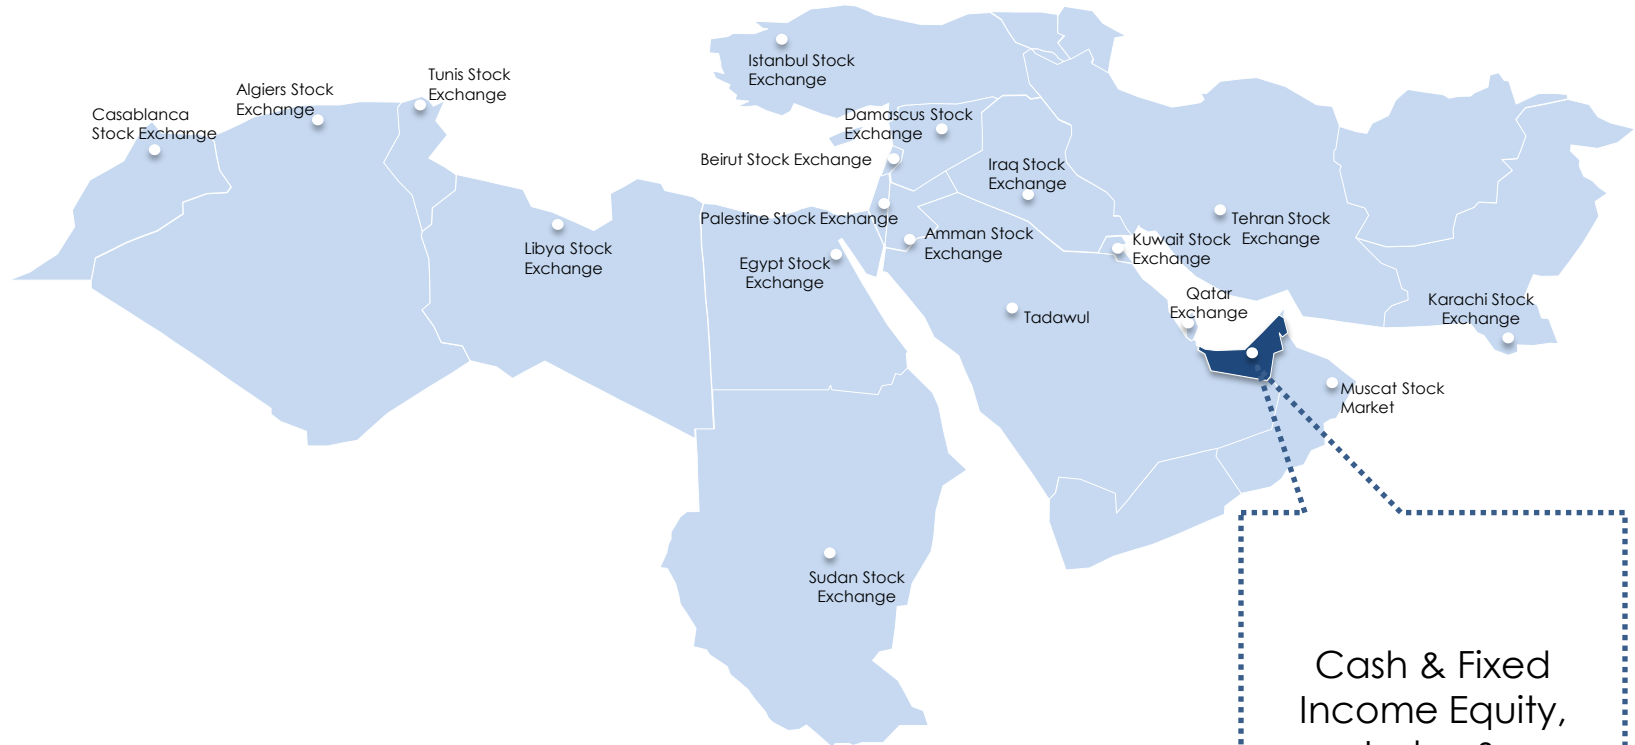 Istanbul Stock
Exchange
Tunis Stock
Exchange
Algiers Stock
Exchange
Casablanca
Stock Exchange
Damascus Stock
Exchange
Beirut Stock Exchange
Iraq Stock
Exchange
Palestine Stock Exchange
Tehran Stock
Exchange
Amman Stock
Exchange
Kuwait Stock
Exchange
Libya Stock
Exchange
Egypt Stock
Exchange
Qatar
Exchange
Karachi Stock
Exchange
Tadawul
Muscat Stock
Market
Sudan Stock
Exchange
Cash & Fixed
Income Equity,